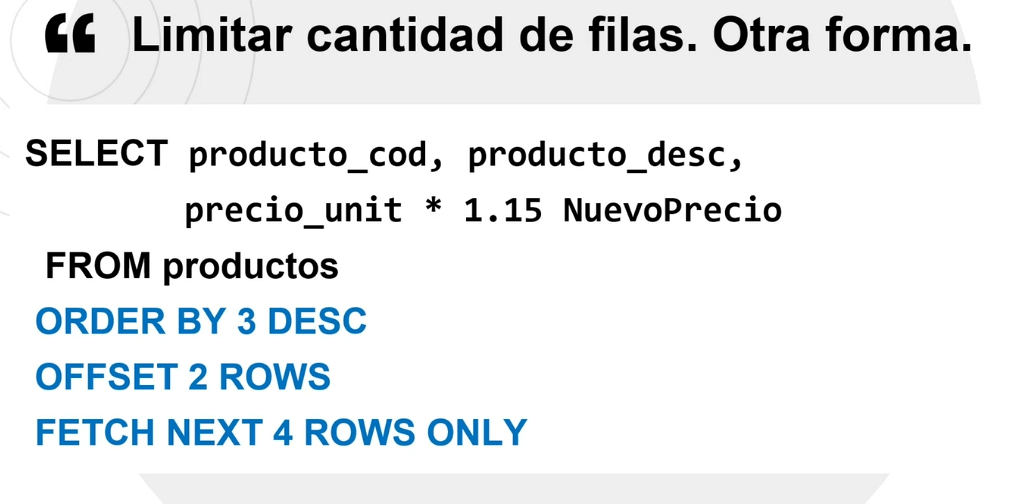 “ Limitar cantidad de filas. Otra forma.
SELECT producto_cod, producto_desc,
precio_unit * 1.15 NuevoPrecio
FROM productos
ORDER BY 3 DESC
OFFSET 2 ROWS
FETCH NEXT 4 ROWS ONLY